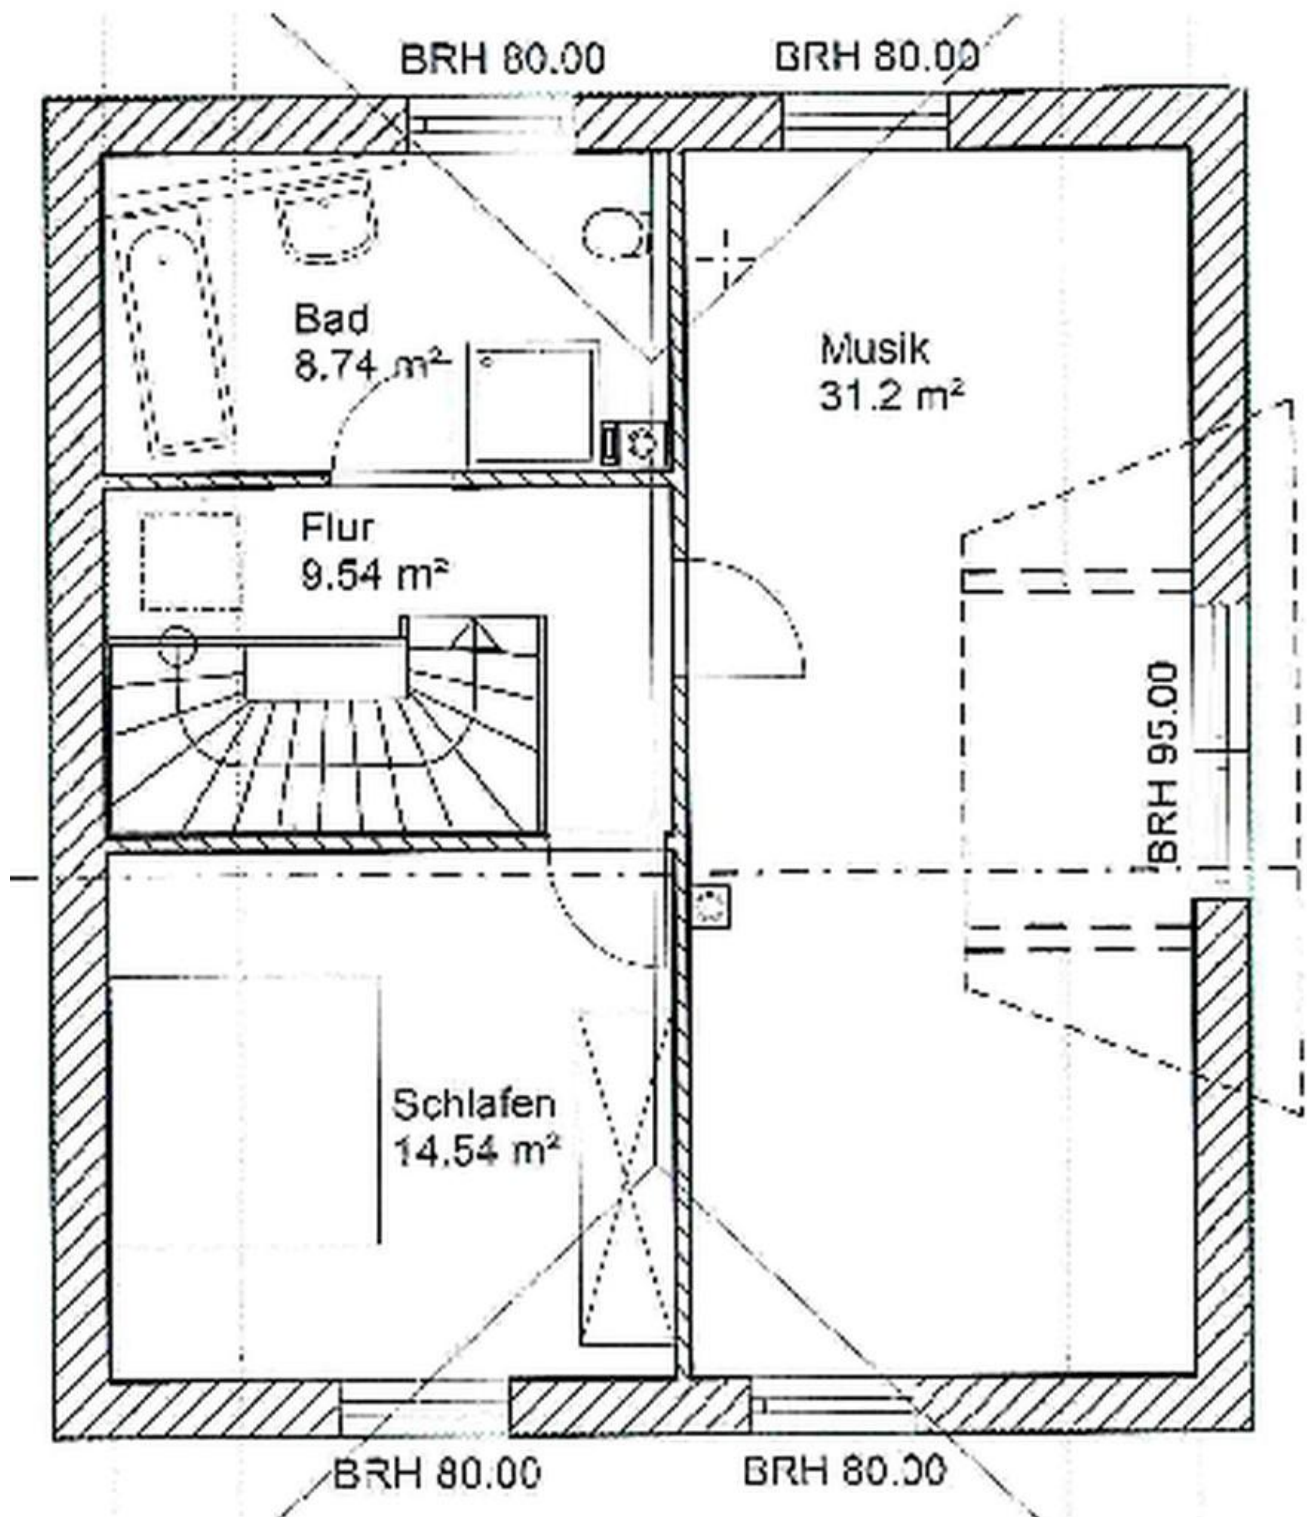 BRH 80.00
BRH 80.00
Bad
8.74 m²
Musik
31.2 m²
Flur
9.54 m²
BRH 95.00
Schlafen
14.54 m²
BRH 80.00
BRH 80.00